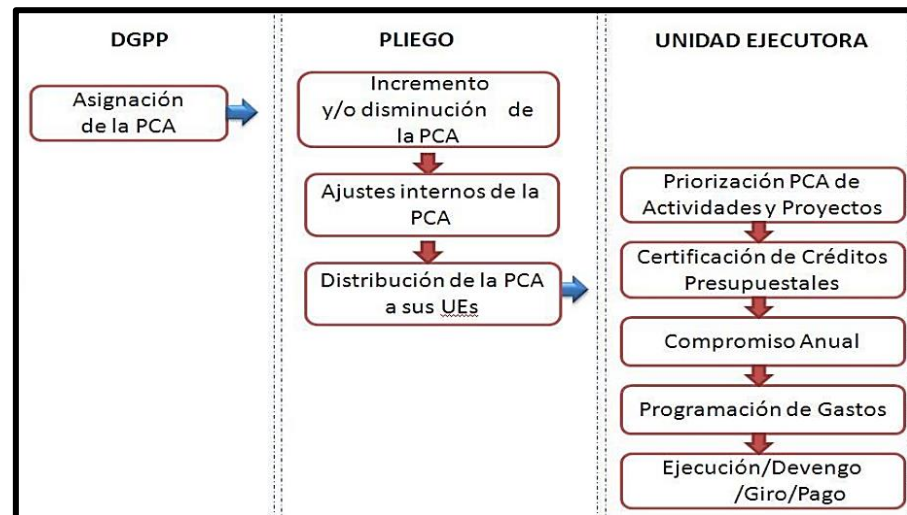 DGPP
Asignación
de la PCA
PLIEGO
Incremento
y/o disminución de
la PCA
Ajustes internos de la
PCA
Distribución de la PCA
a sus UEs
UNIDAD EJECUTORA
Priorización PCA de
Actividades y Proyectos
Certificación de Créditos
Presupuestales
Compromiso Anual
Programación de Gastos
Ejecución/Devengo
/Giro/Pago